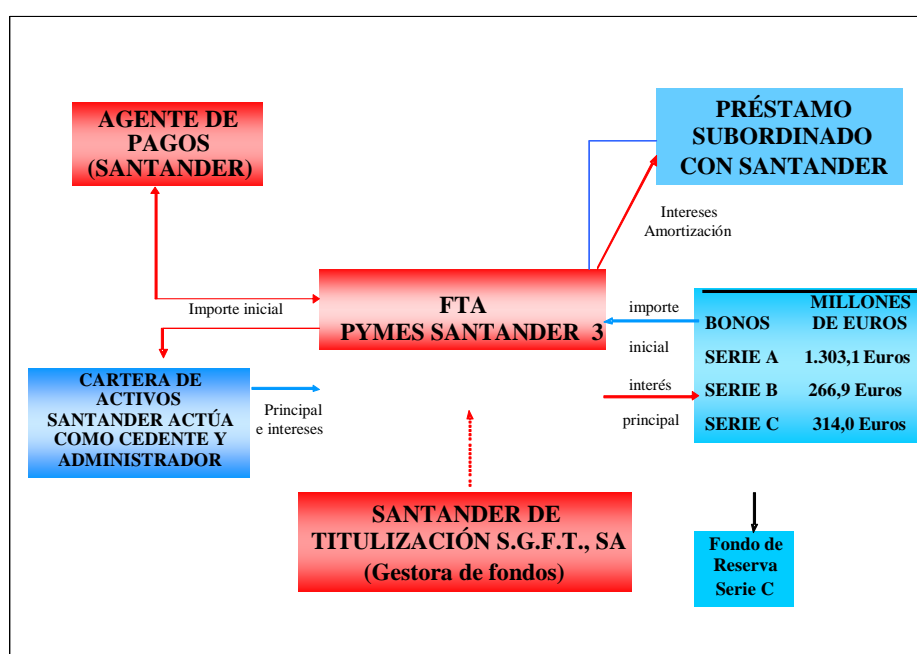 AGENTE DE
PAGOS
(SANTANDER)
PRÉSTAMO
SUBORDINADO
CON SANTANDER
Intereses
Amortización
Importe inicial
FTA
PYMES SANTANDER 3
importe
inicial
interés
principal
MILLONES
BONOS DE EUROS
SERIE A 1.303,1 Euros
SERIE B 266,9 Euros
SERIE C 314,0 Euros
CARTERA DE
ACTIVOS
SANTANDER ACTÚA
COMO CEDENTE Y
ADMINISTRADOR
Principal
e intereses
SANTANDER DE
TITULIZACIÓN S.G.F.T., SA
(Gestora de fondos)
Fondo de
Reserva
Serie C